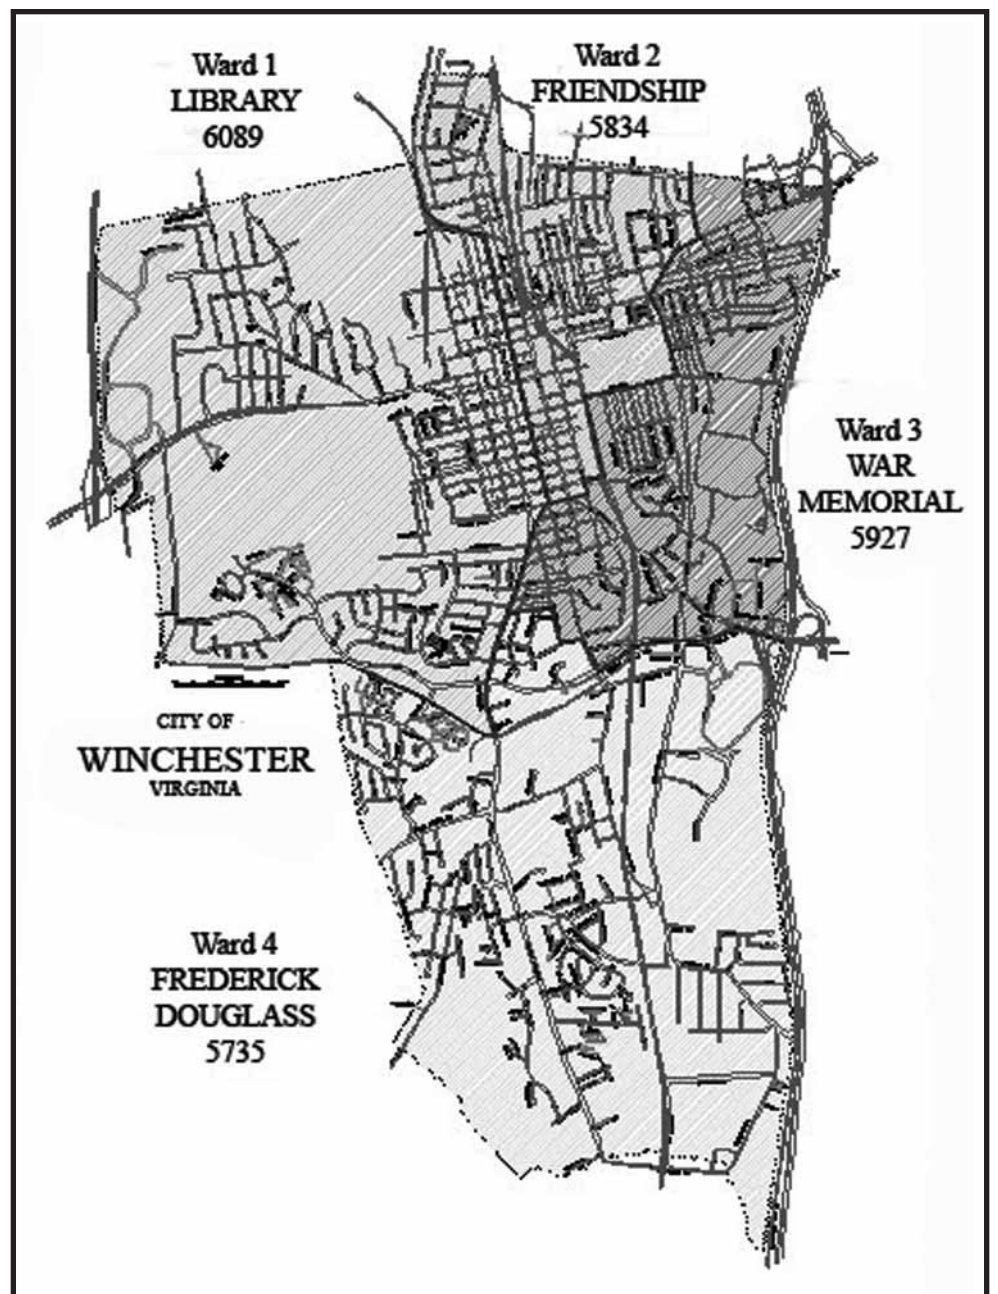 Ward 1
LIBRARY
6089
Ward 2
FRIENDSHIP
5834
Ward 3
WAR
MEMORIAL
5927
CITY OF
WINCHESTER
VIRGINIA
Ward 4
FREDERICK
DOUGLASS
5735